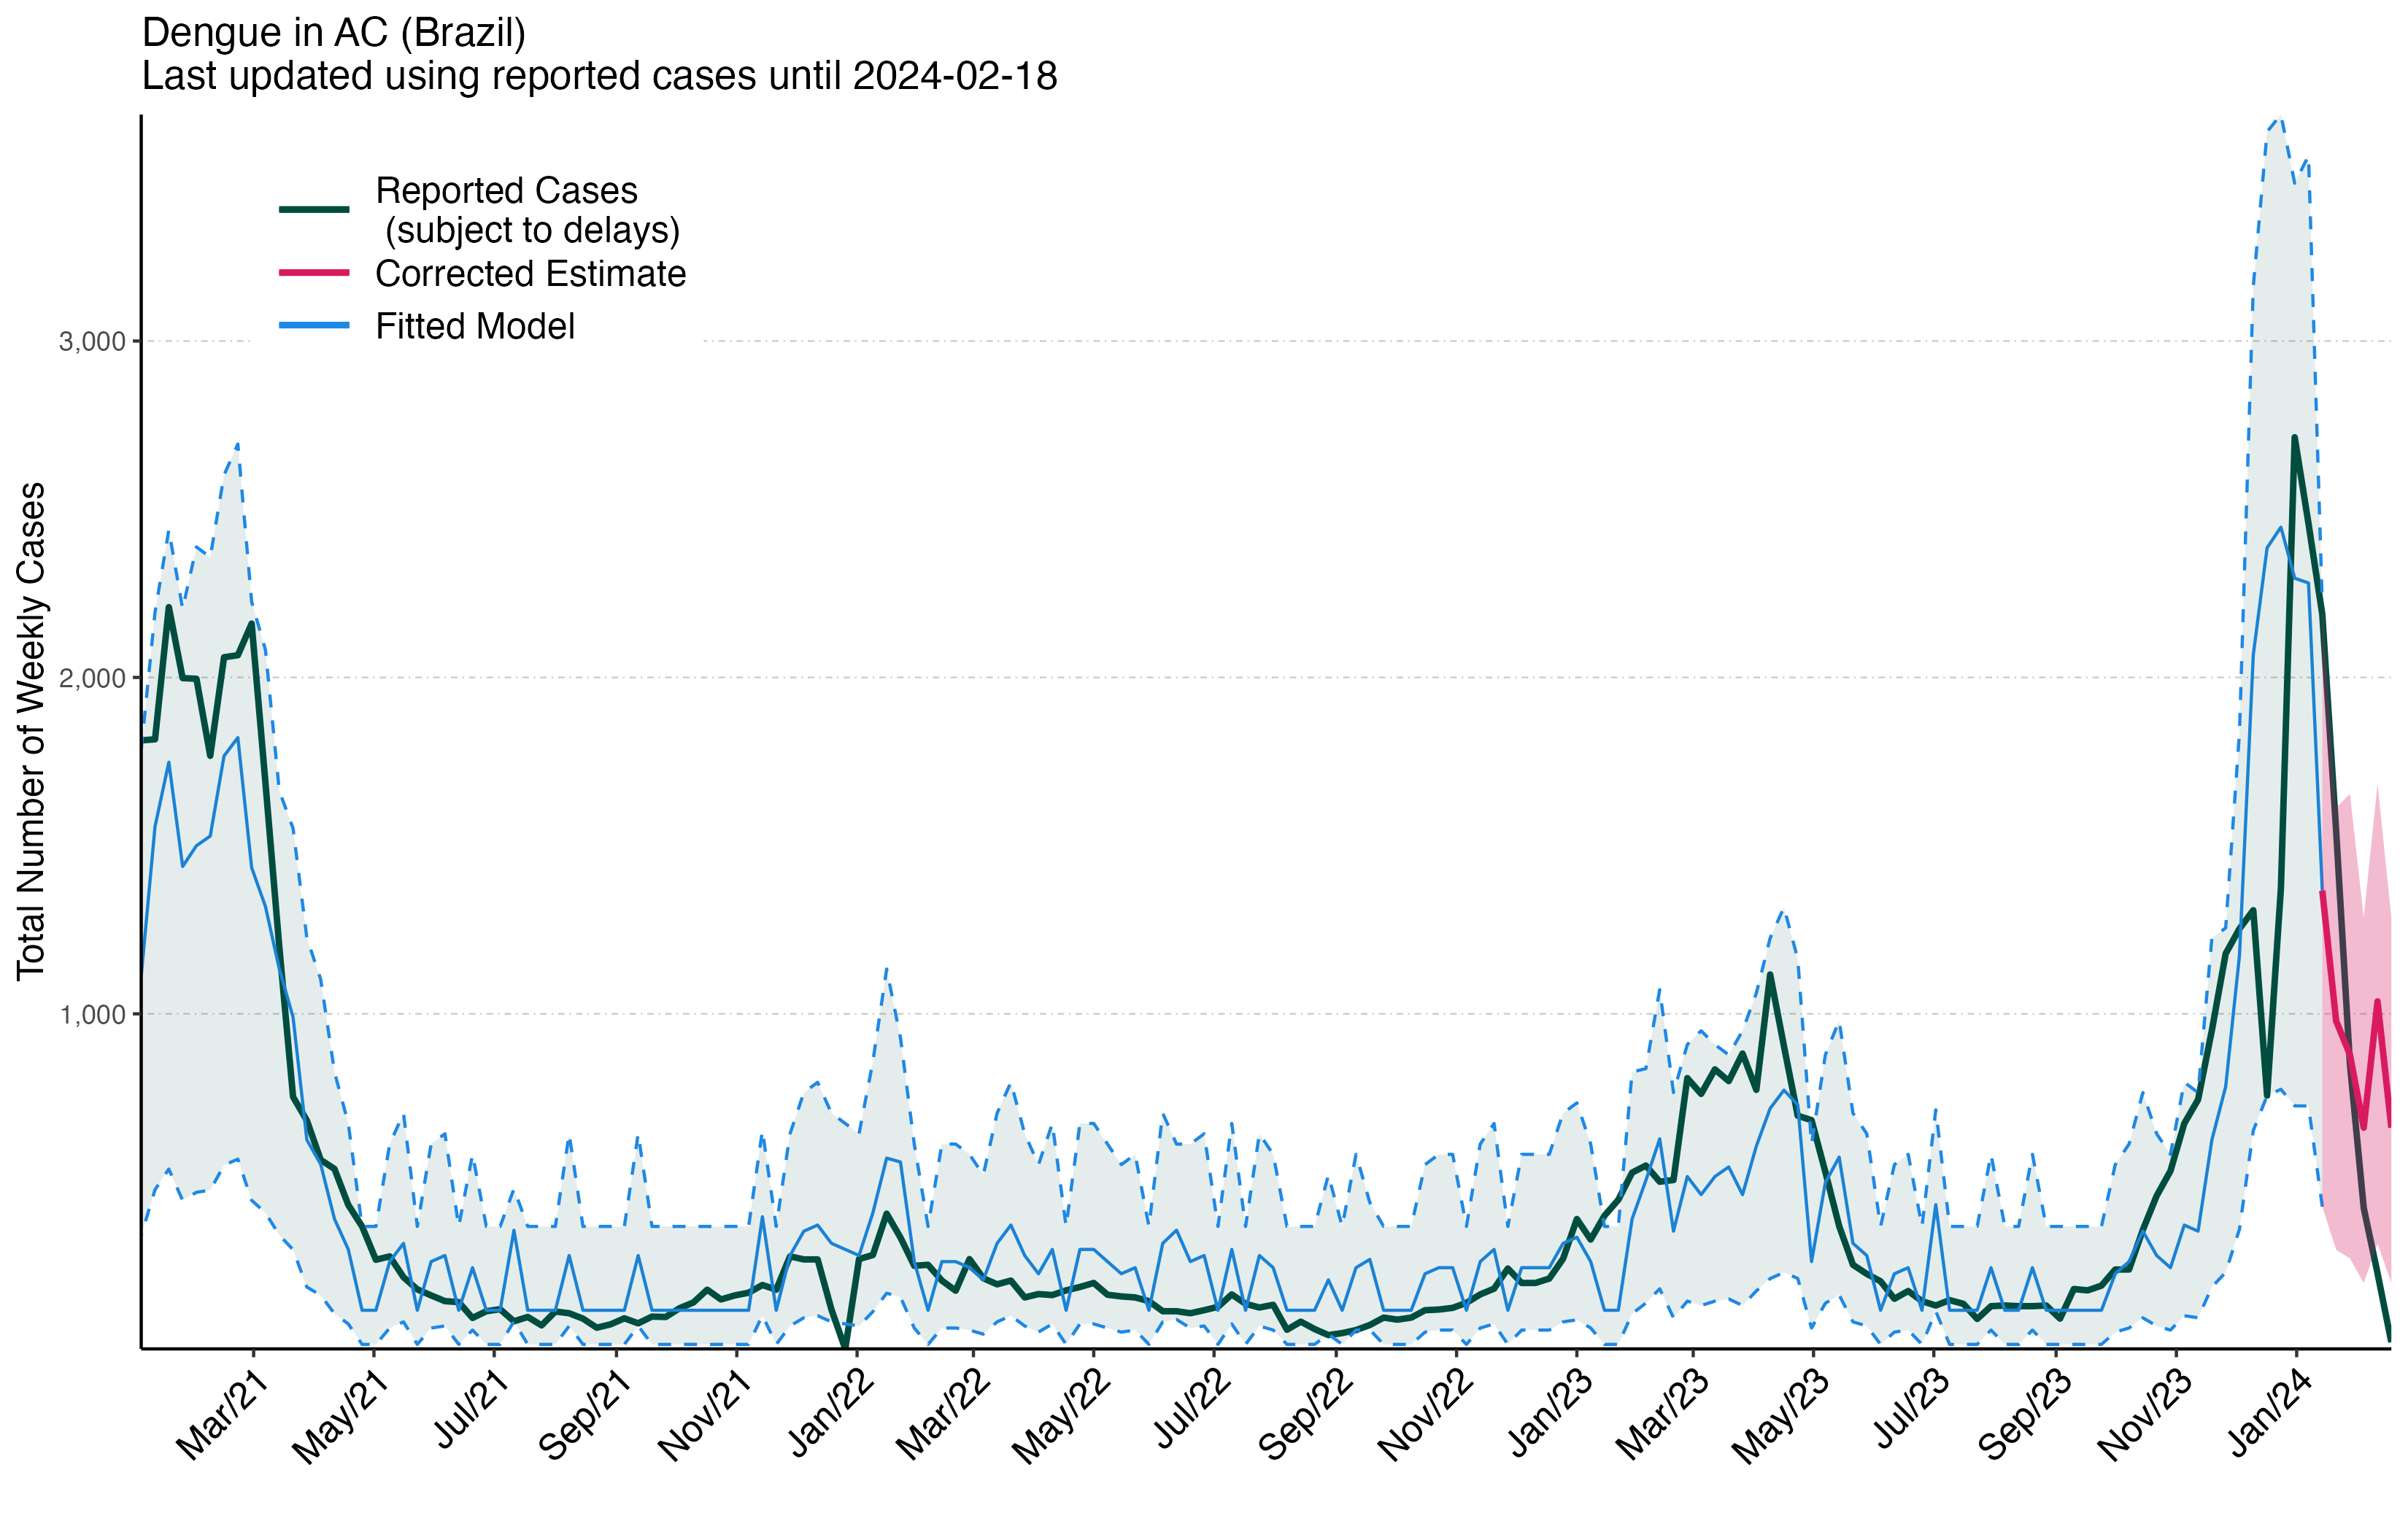 Dengue in AC (Brazil)
Last updated using reported cases until 2024-02-18
Reported Cases
(subject to delays)
Corrected Estimate
Fitted Model
Total Number of Weekly Cases
3,000
2,000
1,000
Mar/21
May/21
Jul/21
Sep/21
Nov/21
Jan/22
Mar/22
May/22
Jul/22
Sep/22
Nov/22
Jan/23
Mar/23
May/23
Jul/23
Sep/23
Nov/23
Jan/24